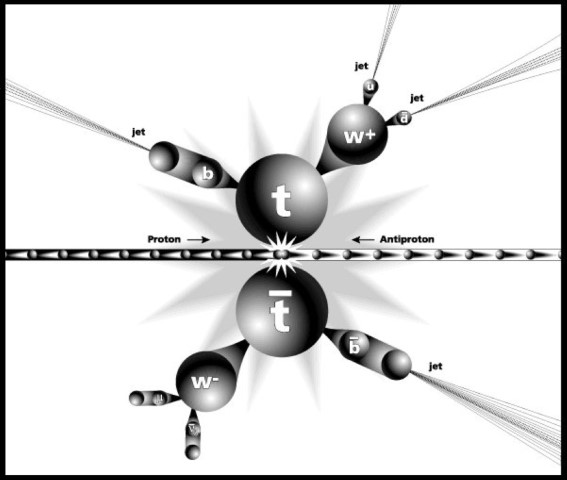 jet
u
jet
d̅
W+
jet
b
t
Proton
Antiproton
t̅
b̅
jet
W-